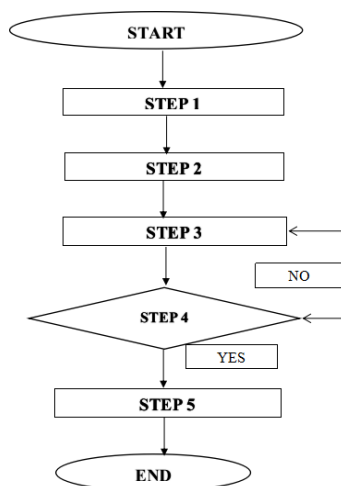 START
STEP 1
STEP 2
STEP 3
NO
STEP 4
YES
STEP 5
END